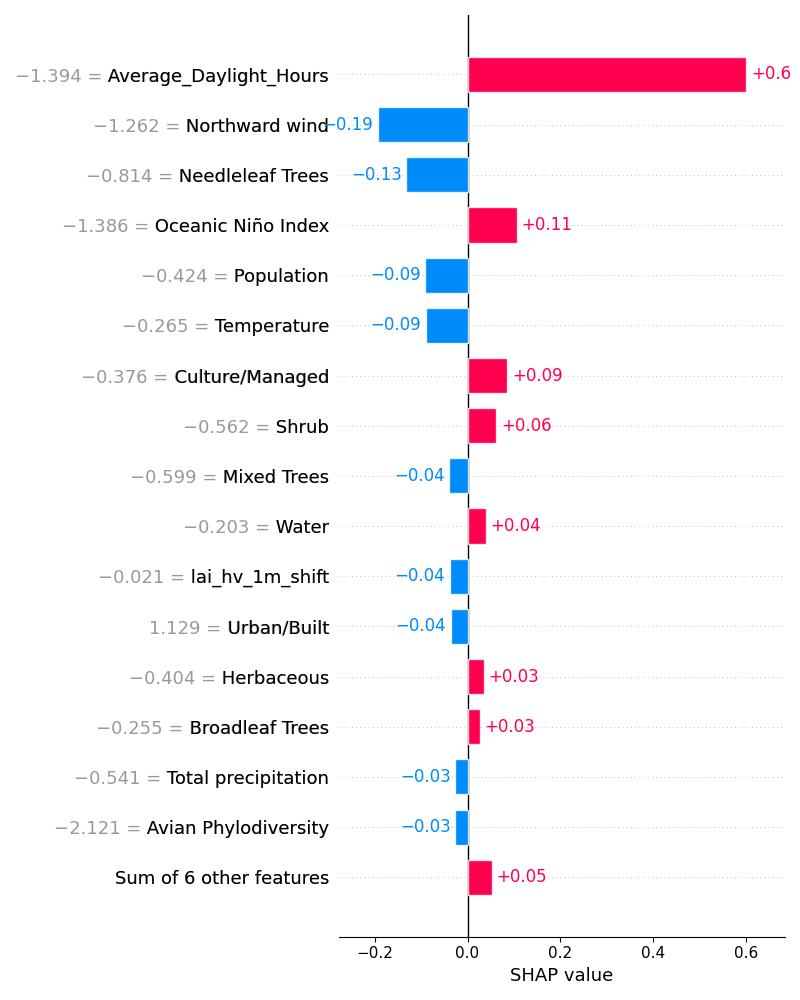 −1.394 = Average_Daylight_Hours +0.6
−1.262 = Northward wind −0.19
−0.814 = Needleleaf Trees −0.13
−1.386 = Oceanic Niño Index +0.11
−0.424 = Population −0.09
−0.265 = Temperature −0.09
−0.376 = Culture/Managed +0.09
−0.562 = Shrub +0.06
−0.599 = Mixed Trees −0.04
−0.203 = Water +0.04
−0.021 = lai_hv_1m_shift −0.04
1.129 = Urban/Built −0.04
−0.404 = Herbaceous +0.03
−0.255 = Broadleaf Trees +0.03
−0.541 = Total precipitation −0.03
−2.121 = Avian Phylodiversity −0.03
Sum of 6 other features +0.05
−0.2 0.0 0.2 0.4 0.6
SHAP value